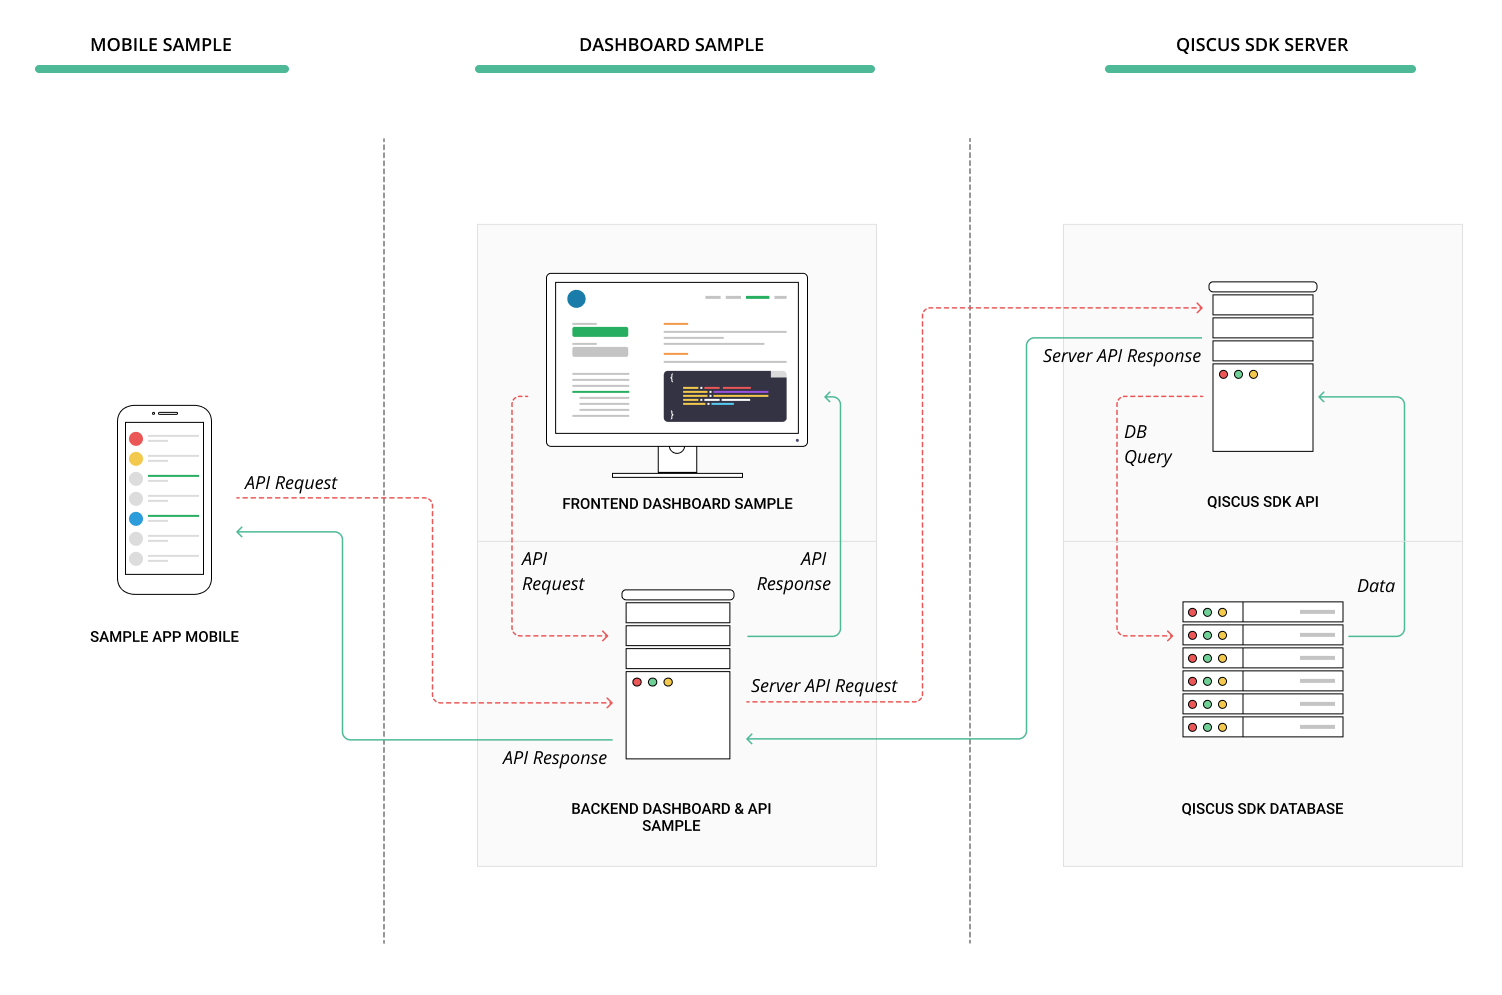 MOBILE SAMPLE
DASHBOARD SAMPLE
QISCUS SDK SERVER
Server API Response
DB
Query
API Request
FRONTEND DASHBOARD SAMPLE
QISCUS SDK API
API
Request
API
Response
Data
SAMPLE APP MOBILE
Server API Request
API Response
BACKEND DASHBOARD & API
SAMPLE
QISCUS SDK DATABASE